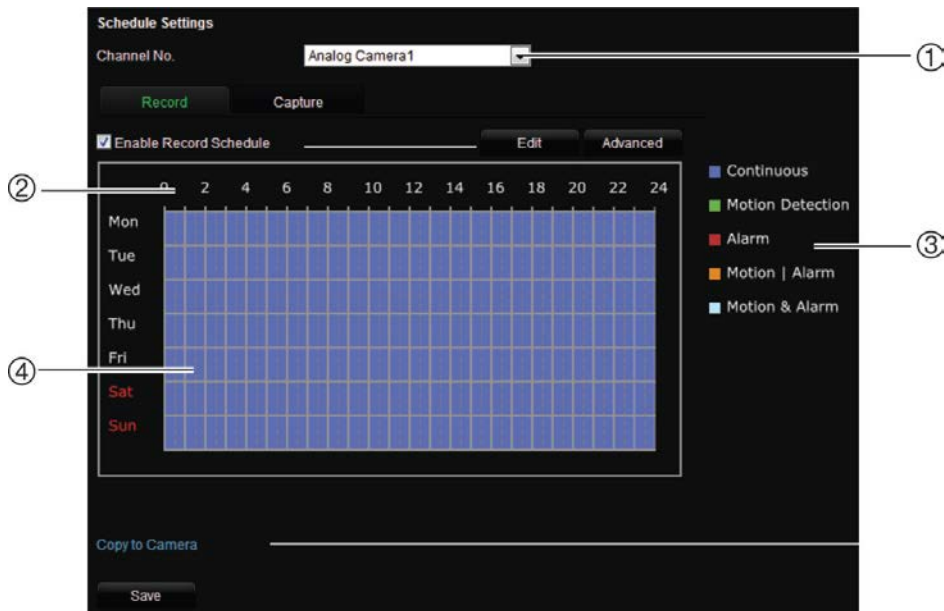 Schedule Settings
Channel No. Analog Camera1 ①
Record Capture
Enable Record Schedule Edit Advanced
② 0 2 4 6 8 10 12 14 16 18 20 22 24
Continuous
Motion Detection
Alarm ③
Motion | Alarm
Motion & Alarm
Mon
Tue
Wed
Thu
Fri
④
Sat
Sun
Copy to Camera
Save